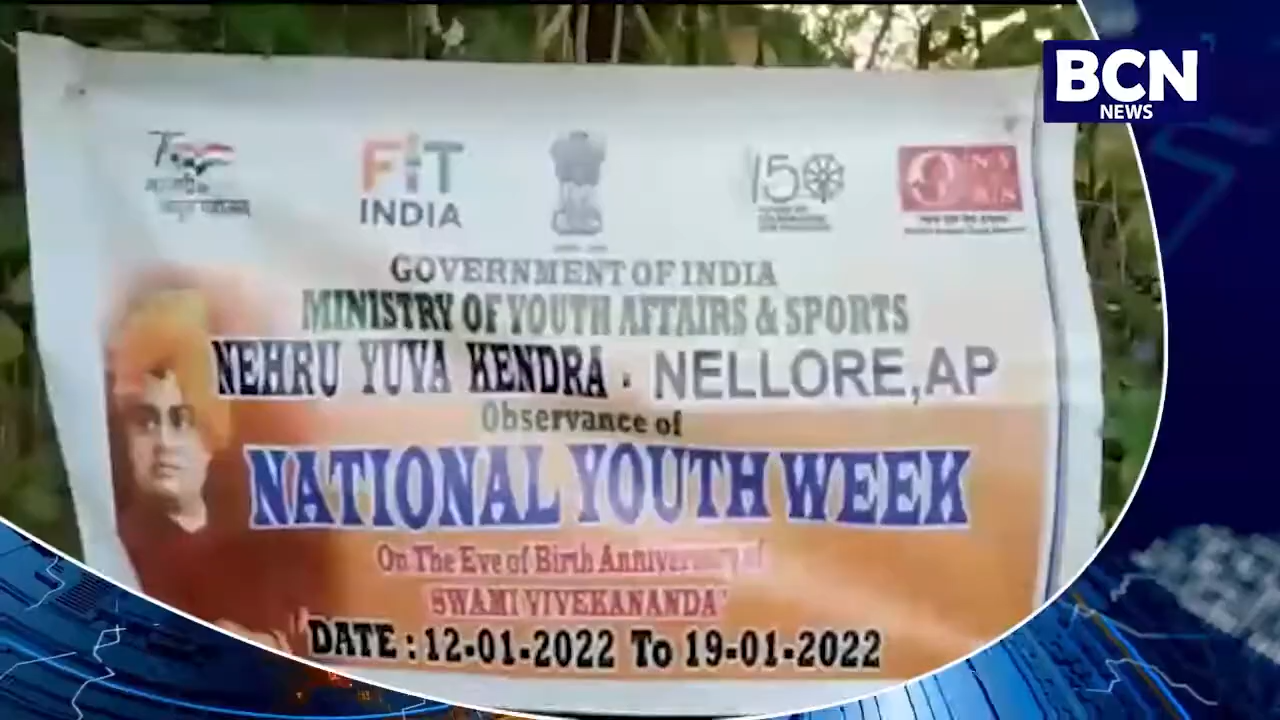 BCN
NEWS
FIT
INDIA
150
GOVERNMENT OF INDIA
MINISTRY OF YOUTH AFFAIRS & SPORTS
NEHRU YUVA KENDRA - NELLORE,AP
Observance of
NATIONAL YOUTH WEEK
On The Eve of Birth Anniversary of
SWAMI VIVEKANANDA
DATE : 12-01-2022 To 19-01-2022